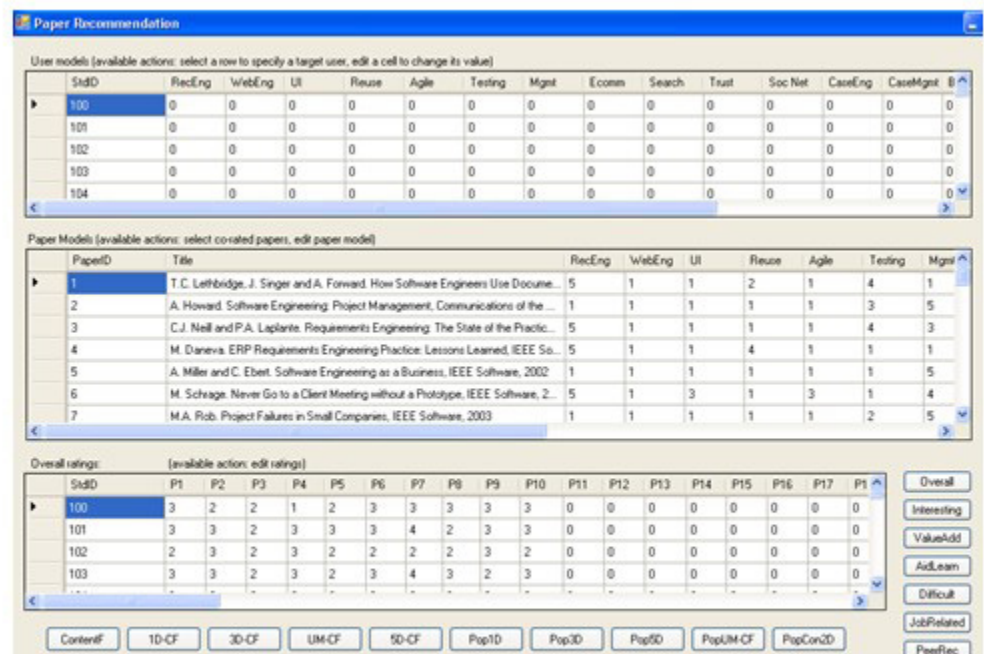 Paper Recommendation
User models (available actions: select a row to specify a target user, edit a cell to change its value)
StdID RecEng WebEng UI Reuse Agile Testing Mgmt Ecomm Search Trust Soc Net CaseEng CaseMgmt B
100 0 0 0 0 0 0 0 0 0 0 0 0 0 0
101 0 0 0 0 0 0 0 0 0 0 0 0 0 0
102 0 0 0 0 0 0 0 0 0 0 0 0 0 0
103 0 0 0 0 0 0 0 0 0 0 0 0 0 0
104 0 0 0 0 0 0 0 0 0 0 0 0 0 0
Paper Models (available actions: select co-rated papers, edit paper model)
PaperID Title RecEng WebEng UI Reuse Agile Testing Mgmt
1 T.C. Lethbridge, J. Singer and A. Forward. How Software Engineers Use Docume... 5 1 1 2 1 4 1
2 A. Howard. Software Engineering: Project Management, Communications of the ... 1 1 1 1 1 3 5
3 C.J. Neill and P.A. Laplante. Requirements Engineering: The State of the Practic... 5 1 1 1 1 4 3
4 M. Daneva. ERP Requirements Engineering Practice: Lessons Learned, IEEE So... 5 1 1 4 1 1 1
5 A. Miller and C. Ebert. Software Engineering as a Business, IEEE Software, 2002 1 1 1 1 1 1 5
6 M. Schrage. Never Go to a Client Meeting without a Prototype, IEEE Software, 2... 5 1 3 1 3 1 4
7 M.A. Rob. Project Failures in Small Companies, IEEE Software, 2003 1 1 1 1 1 2 5
Overall ratings: (available action: edit ratings)
StdID P1 P2 P3 P4 P5 P6 P7 P8 P9 P10 P11 P12 P13 P14 P15 P16 P17 P1
100 3 2 2 1 2 3 3 3 3 3 0 0 0 0 0 0 0 0
101 3 3 2 3 3 3 4 2 3 3 0 0 0 0 0 0 0 0
102 2 3 2 3 2 2 2 2 3 2 0 0 0 0 0 0 0 0
103 3 3 2 3 2 3 4 3 2 3 0 0 0 0 0 0 0 0
Overall
Interesting
ValueAdd
AidLearn
Difficult
JobRelated
PeerRec
ContentF 1D-CF 3D-CF UM-CF 5D-CF Pop1D Pop3D Pop5D PopUM-CF PopCon2D